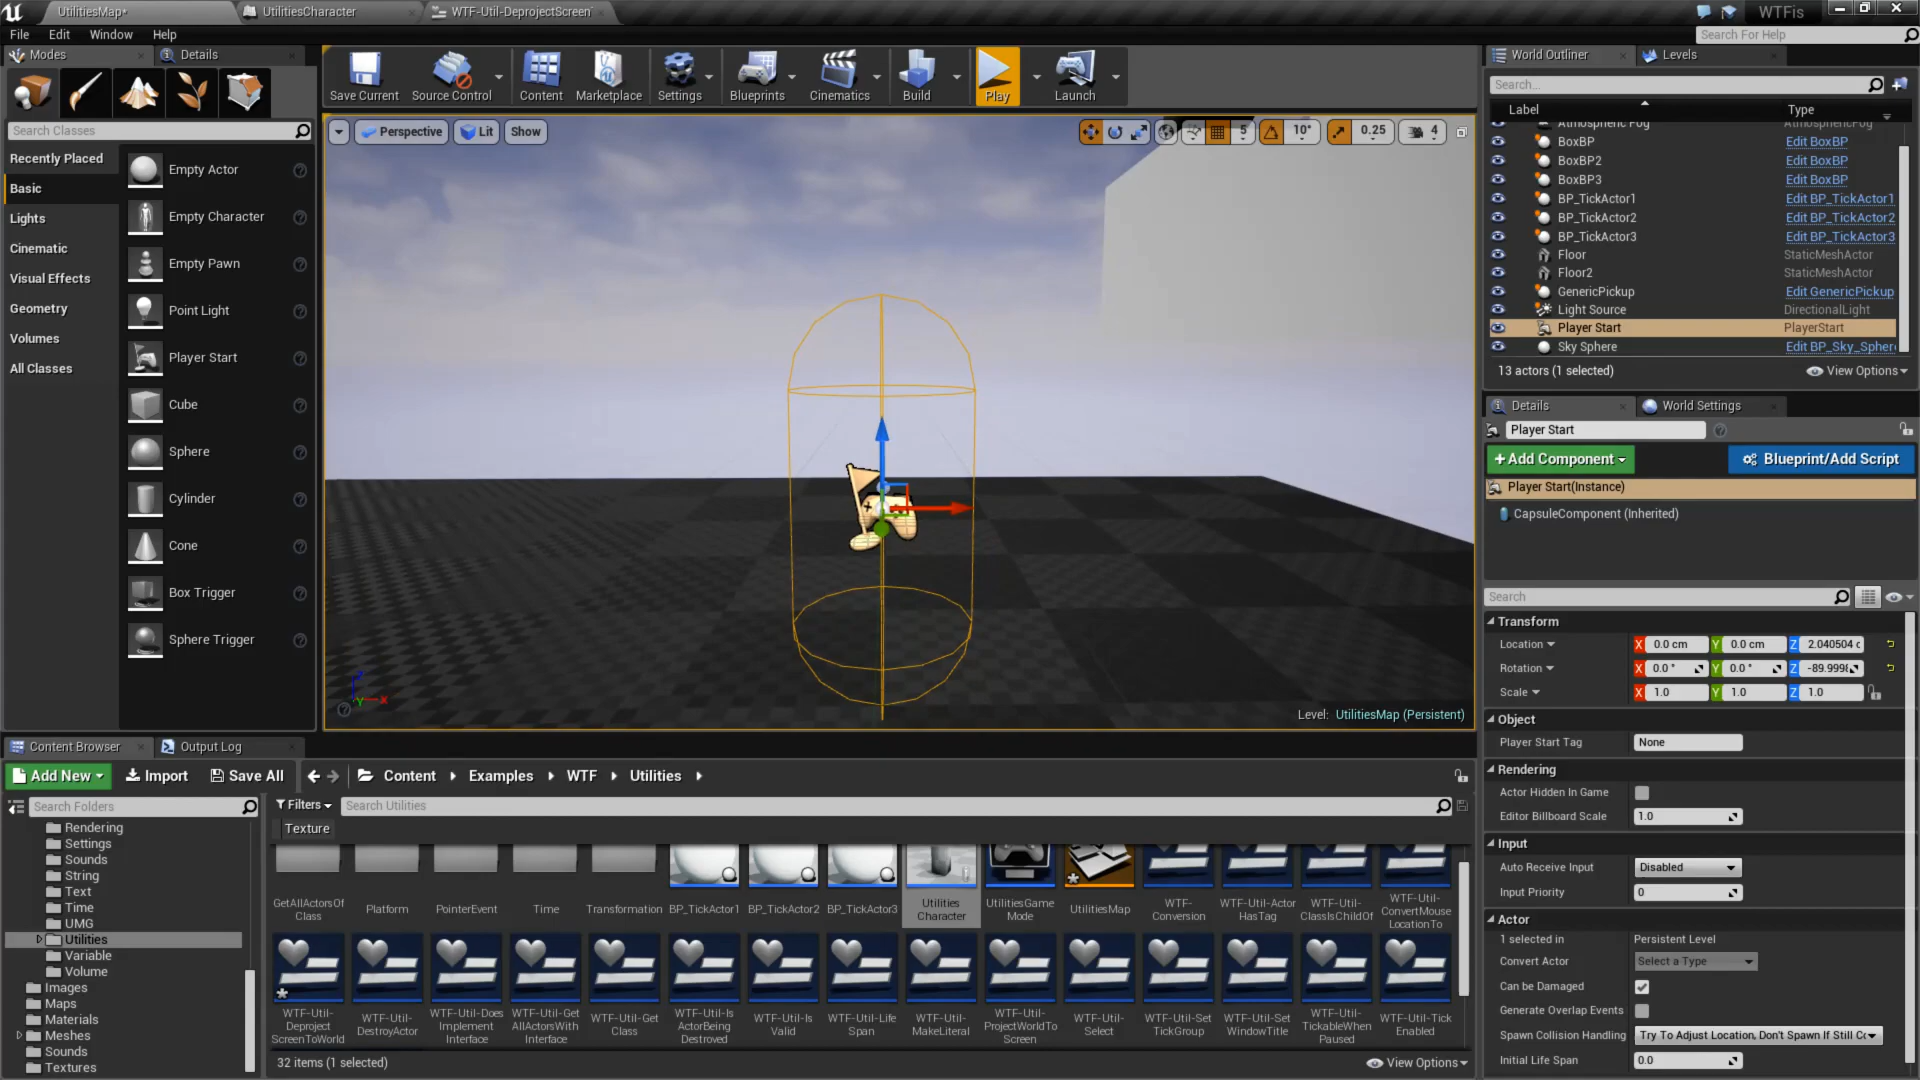 UtilitiesMap*
UtilitiesCharacter
WTF-Util-DeprojectScreen
WTFis
File Edit Window Help
Search For Help
Modes
Details
Save Current
Source Control
Content
Marketplace
Settings
Blueprints
Cinematics
Build
Play
Launch
World Outliner
Levels
Search...
Label
Type
Search Classes
Perspective
Lit
Show
5
10°
0.25
4
Recently Placed
Basic
Lights
Cinematic
Visual Effects
Geometry
Volumes
All Classes
Empty Actor
Empty Character
Empty Pawn
Point Light
Player Start
Cube
Sphere
Cylinder
Cone
Box Trigger
Sphere Trigger
Level: UtilitiesMap (Persistent)
Atmospheric Fog AtmosphericFog
BoxBP Edit BoxBP
BoxBP2 Edit BoxBP
BoxBP3 Edit BoxBP
BP_TickActor1 Edit BP_TickActor1
BP_TickActor2 Edit BP_TickActor2
BP_TickActor3 Edit BP_TickActor3
Floor StaticMeshActor
Floor2 StaticMeshActor
GenericPickup Edit GenericPickup
Light Source DirectionalLight
Player Start PlayerStart
Sky Sphere Edit BP_Sky_Spher
13 actors (1 selected)
View Options
Details
World Settings
Player Start
+Add Component
Blueprint/Add Script
Player Start(Instance)
CapsuleComponent (Inherited)
Search
Transform
Location X 0.0 cm Y 0.0 cm Z 2.040504 c
Rotation X 0.0 ° Y 0.0 ° Z -89.999
Scale X 1.0 Y 1.0 Z 1.0
Object
Player Start Tag None
Rendering
Actor Hidden In Game
Editor Billboard Scale 1.0
Input
Auto Receive Input Disabled
Input Priority 0
Actor
1 selected in Persistent Level
Convert Actor Select a Type
Can be Damaged
Generate Overlap Events
Spawn Collision Handling Try To Adjust Location, Don't Spawn If Still Co
Initial Life Span 0.0
Content Browser
Output Log
Add New
Import
Save All
Content
Examples
WTF
Utilities
Search Folders
Filters
Search Utilities
Texture
Rendering
Settings
Sounds
String
Text
Time
UMG
Utilities
Variable
Volume
Images
Maps
Materials
Meshes
Sounds
Textures
GetAllActorsOf
Class
Platform
PointerEvent
Time
Transformation
BP_TickActor1
BP_TickActor2
BP_TickActor3
Utilities
Character
UtilitiesGame
Mode
UtilitiesMap
WTF-
Conversion
WTF-Util-Actor
HasTag
WTF-Util-
ClassIsChildOf
WTF-Util-
ConvertMouse
LocationTo
WTF-Util-
Deproject
ScreenToWorld
WTF-Util-
DestroyActor
WTF-Util-Does
Implement
Interface
WTF-Util-Get
AllActorsWith
Interface
WTF-Util-Get
Class
WTF-Util-Is
ActorBeing
Destroyed
WTF-Util-Is
Valid
WTF-Util-Life
Span
WTF-Util-
MakeLiteral
WTF-Util-
ProjectWorldTo
Screen
WTF-Util-
Select
WTF-Util-Set
TickGroup
WTF-Util-Set
WindowTitle
WTF-Util-
TickableWhen
Paused
WTF-Util-Tick
Enabled
32 items (1 selected)
View Options